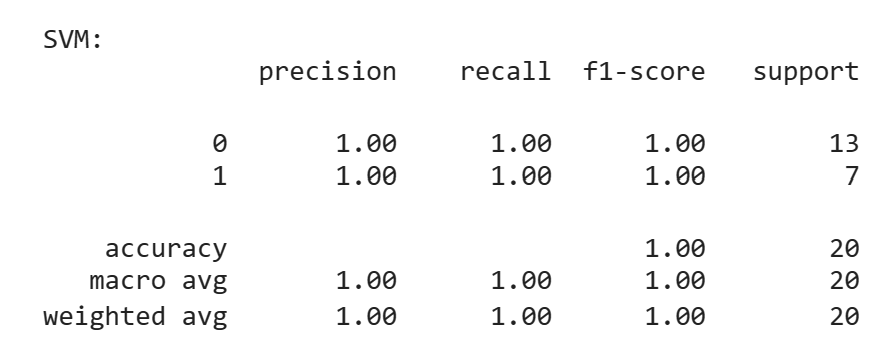 SVM:
precision recall f1-score support
0 1.00 1.00 1.00 13
1 1.00 1.00 1.00 7
accuracy 1.00 20
macro avg 1.00 1.00 1.00 20
weighted avg 1.00 1.00 1.00 20